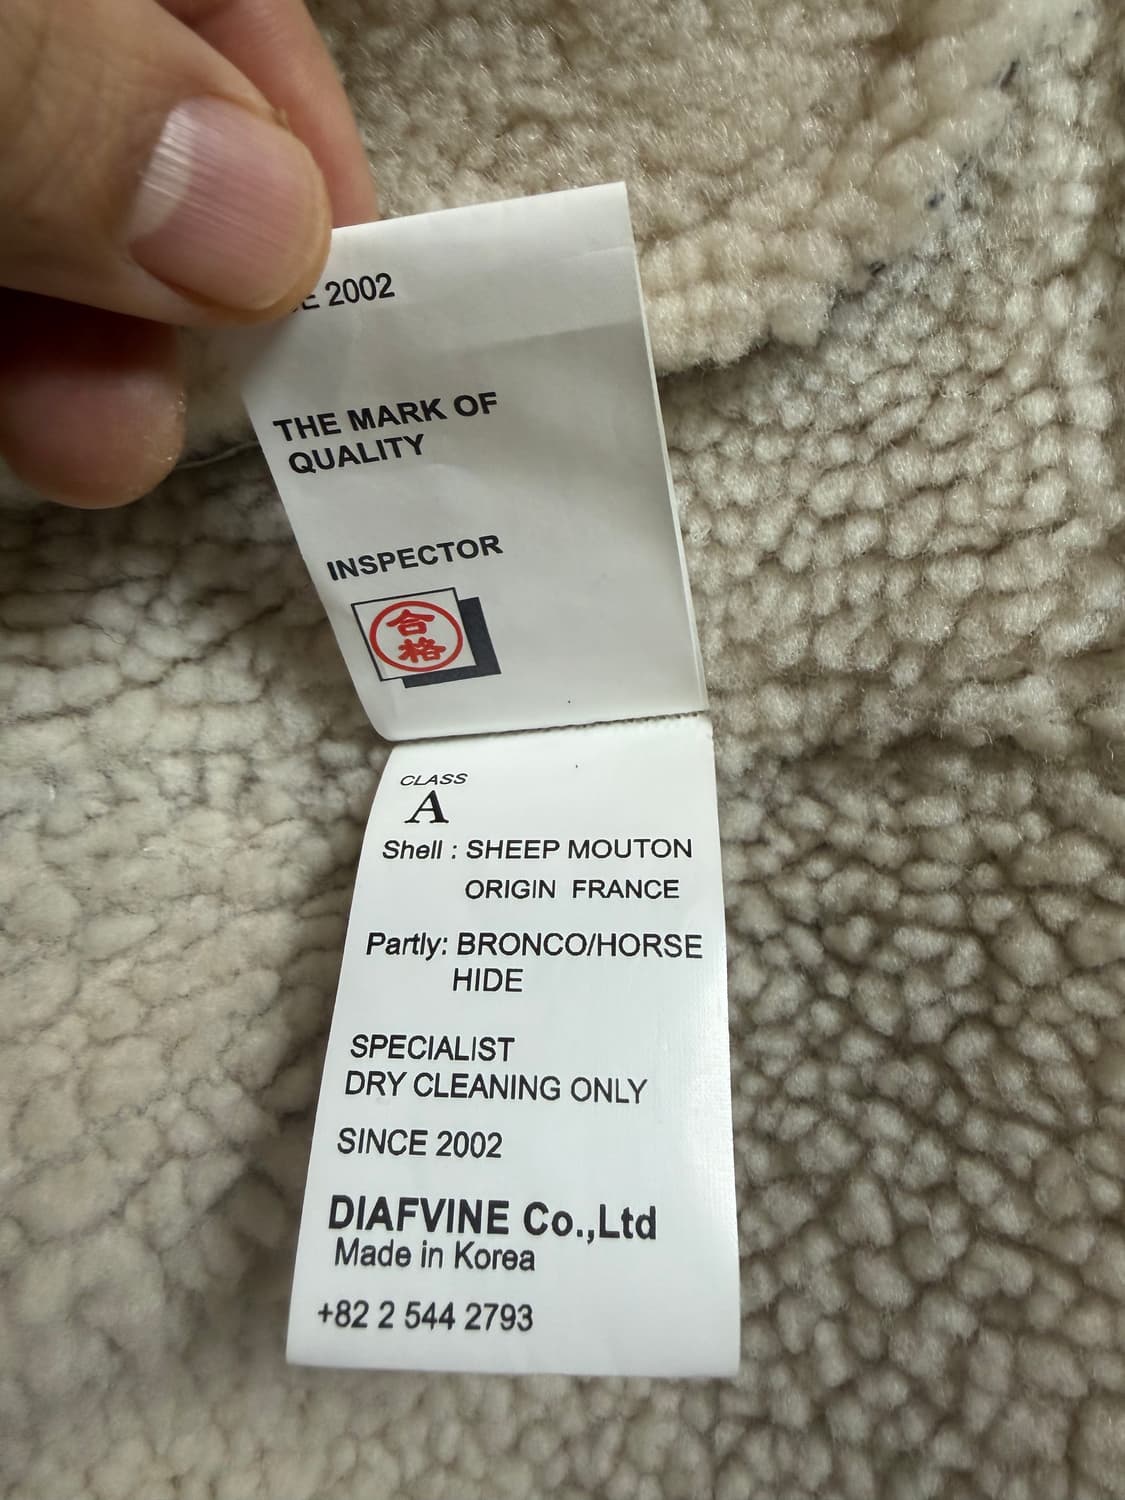 2002
THE MARK OF
QUALITY
INSPECTOR
合
格
CLASS
A
Shell : SHEEP MOUTON
ORIGIN FRANCE
Partly: BRONCO/HORSE
HIDE
SPECIALIST
DRY CLEANING ONLY
SINCE 2002
DIAFVINE Co.,Ltd
Made in Korea
+82 2 544 2793